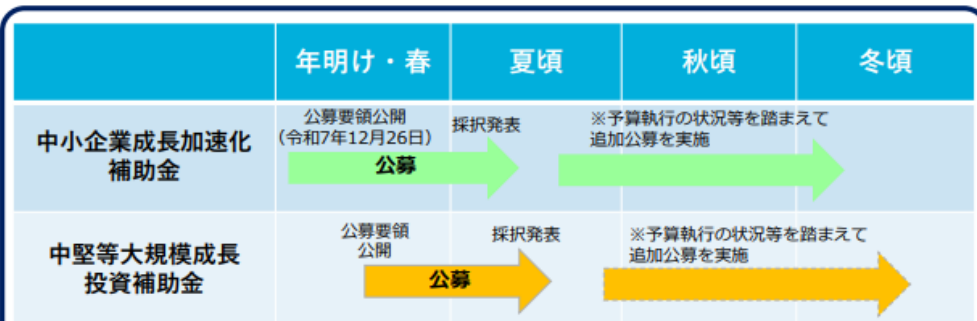 年明け・春 夏頃 秋頃 冬頃
中小企業成長加速化
補助金
公募要領公開
（令和7年12月26日）
公募
採択発表
※予算執行の状況等を踏まえて
追加公募を実施
中堅等大規模成長
投資補助金
公募要領
公開
公募
採択発表
※予算執行の状況等を踏まえて
追加公募を実施